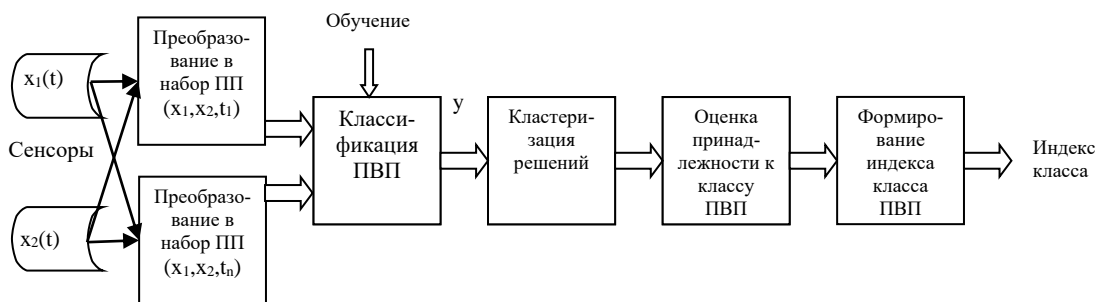 Обучение
x₁(t)
Сенсоры
x₂(t)
Преобразо-
вание в
набор ПП
(x₁,x₂,t₁)
Преобразо-
вание в
набор ПП
(x₁,x₂,tₙ)
Класси-
фикация
ПВП
y
Кластери-
зация
решений
Оценка
принад-
лежности к
классу
ПВП
Формиро-
вание
индекса
класса
ПВП
Индекс
класса